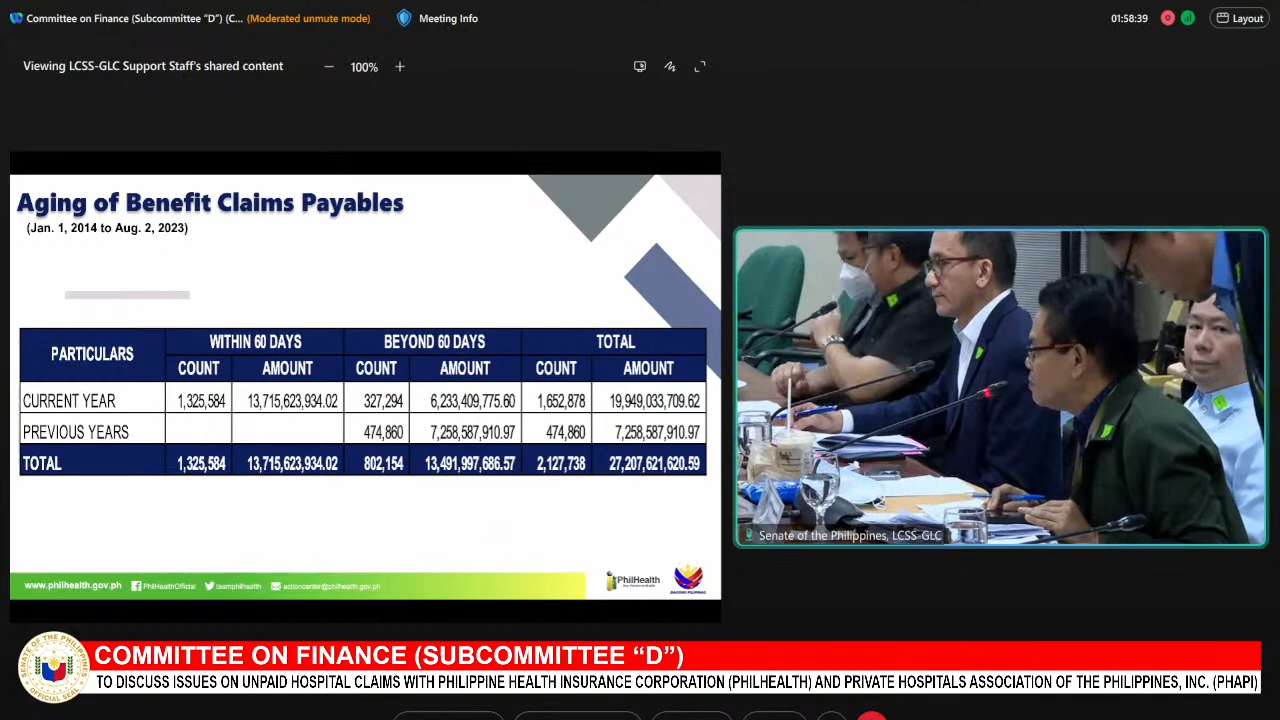 Committee on Finance (Subcommittee “D”) (C... (Moderated unmute mode)
Meeting Info
01:58:39
Layout
Viewing LCSS-GLC Support Staff's shared content
100%
Aging of Benefit Claims Payables
(Jan. 1, 2014 to Aug. 2, 2023)
PARTICULARS WITHIN 60 DAYS BEYOND 60 DAYS TOTAL
COUNT AMOUNT COUNT AMOUNT COUNT AMOUNT
CURRENT YEAR 1,325,584 13,715,623,934.02 327,294 6,233,409,775.60 1,652,878 19,949,033,709.62
PREVIOUS YEARS 474,860 7,258,587,910.97 474,860 7,258,587,910.97
TOTAL 1,325,584 13,715,623,934.02 802,154 13,491,997,686.57 2,127,738 27,207,621,620.59
www.philhealth.gov.ph PhilHealthOfficial teamphilhealth actioncenter@philhealth.gov.ph
PhilHealth
BAGONG PILIPINAS
Senate of the Philippines, LCSS-GLC
SENATE OF THE PHILIPPINES
OFFICIAL SEAL
COMMITTEE ON FINANCE (SUBCOMMITTEE “D”)
TO DISCUSS ISSUES ON UNPAID HOSPITAL CLAIMS WITH PHILIPPINE HEALTH INSURANCE CORPORATION (PHILHEALTH) AND PRIVATE HOSPITALS ASSOCIATION OF THE PHILIPPINES, INC. (PHAPI)